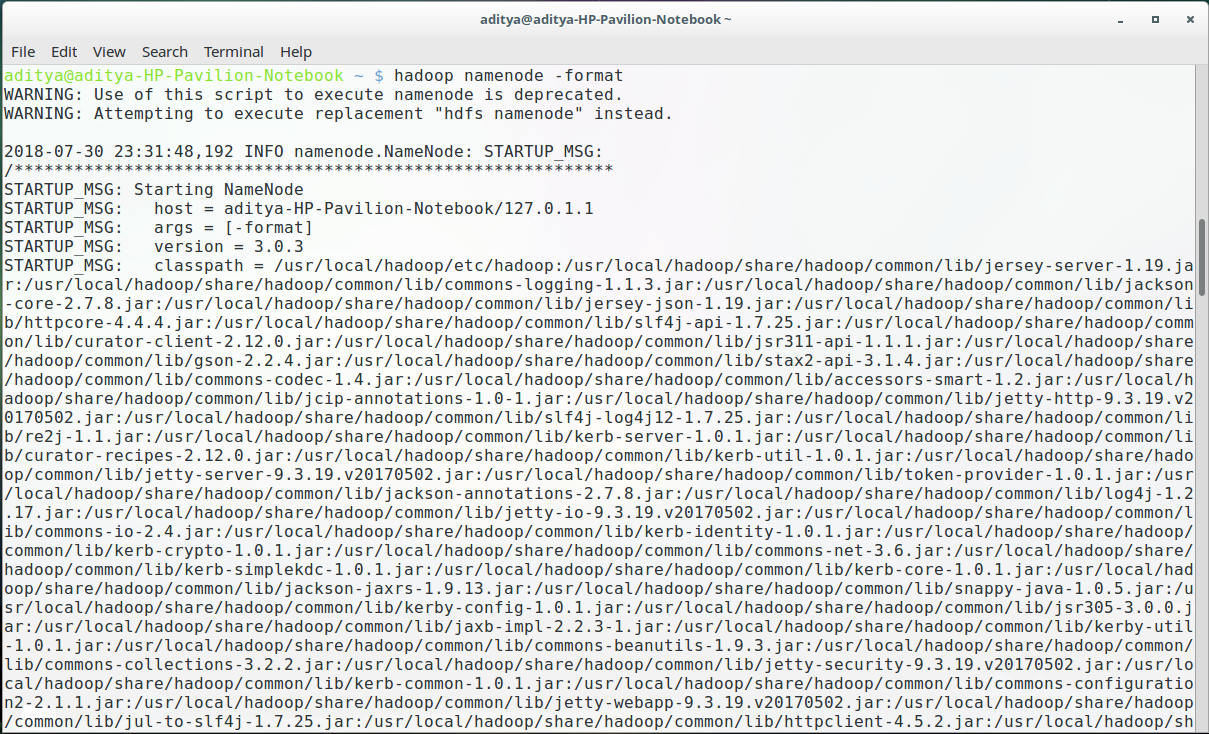 aditya@aditya-HP-Pavilion-Notebook ~
File Edit View Search Terminal Help
aditya@aditya-HP-Pavilion-Notebook ~ $ hadoop namenode -format
WARNING: Use of this script to execute namenode is deprecated.
WARNING: Attempting to execute replacement "hdfs namenode" instead.
2018-07-30 23:31:48,192 INFO namenode.NameNode: STARTUP_MSG:
/************************************************************
STARTUP_MSG: Starting NameNode
STARTUP_MSG:   host = aditya-HP-Pavilion-Notebook/127.0.1.1
STARTUP_MSG:   args = [-format]
STARTUP_MSG:   version = 3.0.3
STARTUP_MSG:   classpath = /usr/local/hadoop/etc/hadoop:/usr/local/hadoop/share/hadoop/common/lib/jersey-server-1.19.ja
r:/usr/local/hadoop/share/hadoop/common/lib/commons-logging-1.1.3.jar:/usr/local/hadoop/share/hadoop/common/lib/jackson
-core-2.7.8.jar:/usr/local/hadoop/share/hadoop/common/lib/jersey-json-1.19.jar:/usr/local/hadoop/share/hadoop/common/li
b/httpcore-4.4.4.jar:/usr/local/hadoop/share/hadoop/common/lib/slf4j-api-1.7.25.jar:/usr/local/hadoop/share/hadoop/comm
on/lib/curator-client-2.12.0.jar:/usr/local/hadoop/share/hadoop/common/lib/jsr311-api-1.1.1.jar:/usr/local/hadoop/share
/hadoop/common/lib/gson-2.2.4.jar:/usr/local/hadoop/share/hadoop/common/lib/stax2-api-3.1.4.jar:/usr/local/hadoop/share
/hadoop/common/lib/commons-codec-1.4.jar:/usr/local/hadoop/share/hadoop/common/lib/accessors-smart-1.2.jar:/usr/local/h
adoop/share/hadoop/common/lib/jcip-annotations-1.0-1.jar:/usr/local/hadoop/share/hadoop/common/lib/jetty-http-9.3.19.v2
0170502.jar:/usr/local/hadoop/share/hadoop/common/lib/slf4j-log4j12-1.7.25.jar:/usr/local/hadoop/share/hadoop/common/li
b/re2j-1.1.jar:/usr/local/hadoop/share/hadoop/common/lib/kerb-server-1.0.1.jar:/usr/local/hadoop/share/hadoop/common/li
b/curator-recipes-2.12.0.jar:/usr/local/hadoop/share/hadoop/common/lib/kerb-util-1.0.1.jar:/usr/local/hadoop/share/hado
op/common/lib/jetty-server-9.3.19.v20170502.jar:/usr/local/hadoop/share/hadoop/common/lib/token-provider-1.0.1.jar:/usr
/local/hadoop/share/hadoop/common/lib/jackson-annotations-2.7.8.jar:/usr/local/hadoop/share/hadoop/common/lib/log4j-1.2
.17.jar:/usr/local/hadoop/share/hadoop/common/lib/jetty-io-9.3.19.v20170502.jar:/usr/local/hadoop/share/hadoop/common/l
ib/commons-io-2.4.jar:/usr/local/hadoop/share/hadoop/common/lib/kerb-identity-1.0.1.jar:/usr/local/hadoop/share/hadoop/
common/lib/kerb-crypto-1.0.1.jar:/usr/local/hadoop/share/hadoop/common/lib/commons-net-3.6.jar:/usr/local/hadoop/share/
hadoop/common/lib/kerb-simplekdc-1.0.1.jar:/usr/local/hadoop/share/hadoop/common/lib/kerb-core-1.0.1.jar:/usr/local/had
oop/share/hadoop/common/lib/jackson-jaxrs-1.9.13.jar:/usr/local/hadoop/share/hadoop/common/lib/snappy-java-1.0.5.jar:/u
sr/local/hadoop/share/hadoop/common/lib/kerby-config-1.0.1.jar:/usr/local/hadoop/share/hadoop/common/lib/jsr305-3.0.0.j
ar:/usr/local/hadoop/share/hadoop/common/lib/jaxb-impl-2.2.3-1.jar:/usr/local/hadoop/share/hadoop/common/lib/kerby-util
-1.0.1.jar:/usr/local/hadoop/share/hadoop/common/lib/commons-beanutils-1.9.3.jar:/usr/local/hadoop/share/hadoop/common/
lib/commons-collections-3.2.2.jar:/usr/local/hadoop/share/hadoop/common/lib/jetty-security-9.3.19.v20170502.jar:/usr/lo
cal/hadoop/share/hadoop/common/lib/kerb-common-1.0.1.jar:/usr/local/hadoop/share/hadoop/common/lib/commons-configuratio
n2-2.1.1.jar:/usr/local/hadoop/share/hadoop/common/lib/jetty-webapp-9.3.19.v20170502.jar:/usr/local/hadoop/share/hadoop
/common/lib/jul-to-slf4j-1.7.25.jar:/usr/local/hadoop/share/hadoop/common/lib/httpclient-4.5.2.jar:/usr/local/hadoop/sh